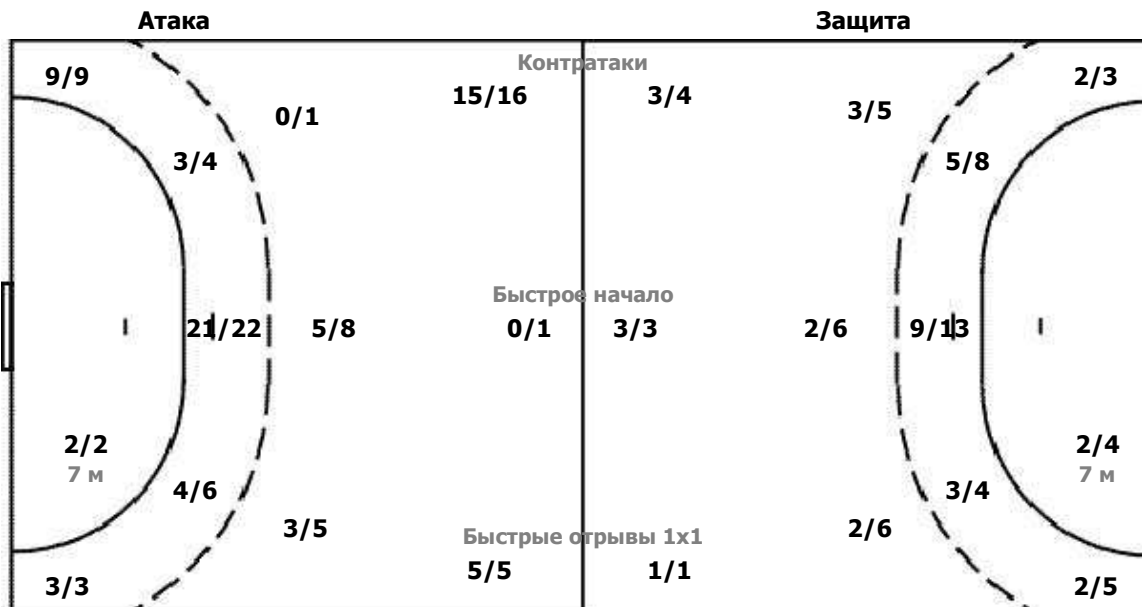 Атака Защита
Контратаки
9/9 2/3
15/16 3/4
0/1 3/5
3/4 5/8
Быстрое начало
21/22 5/8 0/1 3/3 2/6 9/13
2/2 2/4
7 м 7 м
4/6 3/4
3/5 2/6
Быстрые отрывы 1х1
5/5 1/1
3/3 2/5